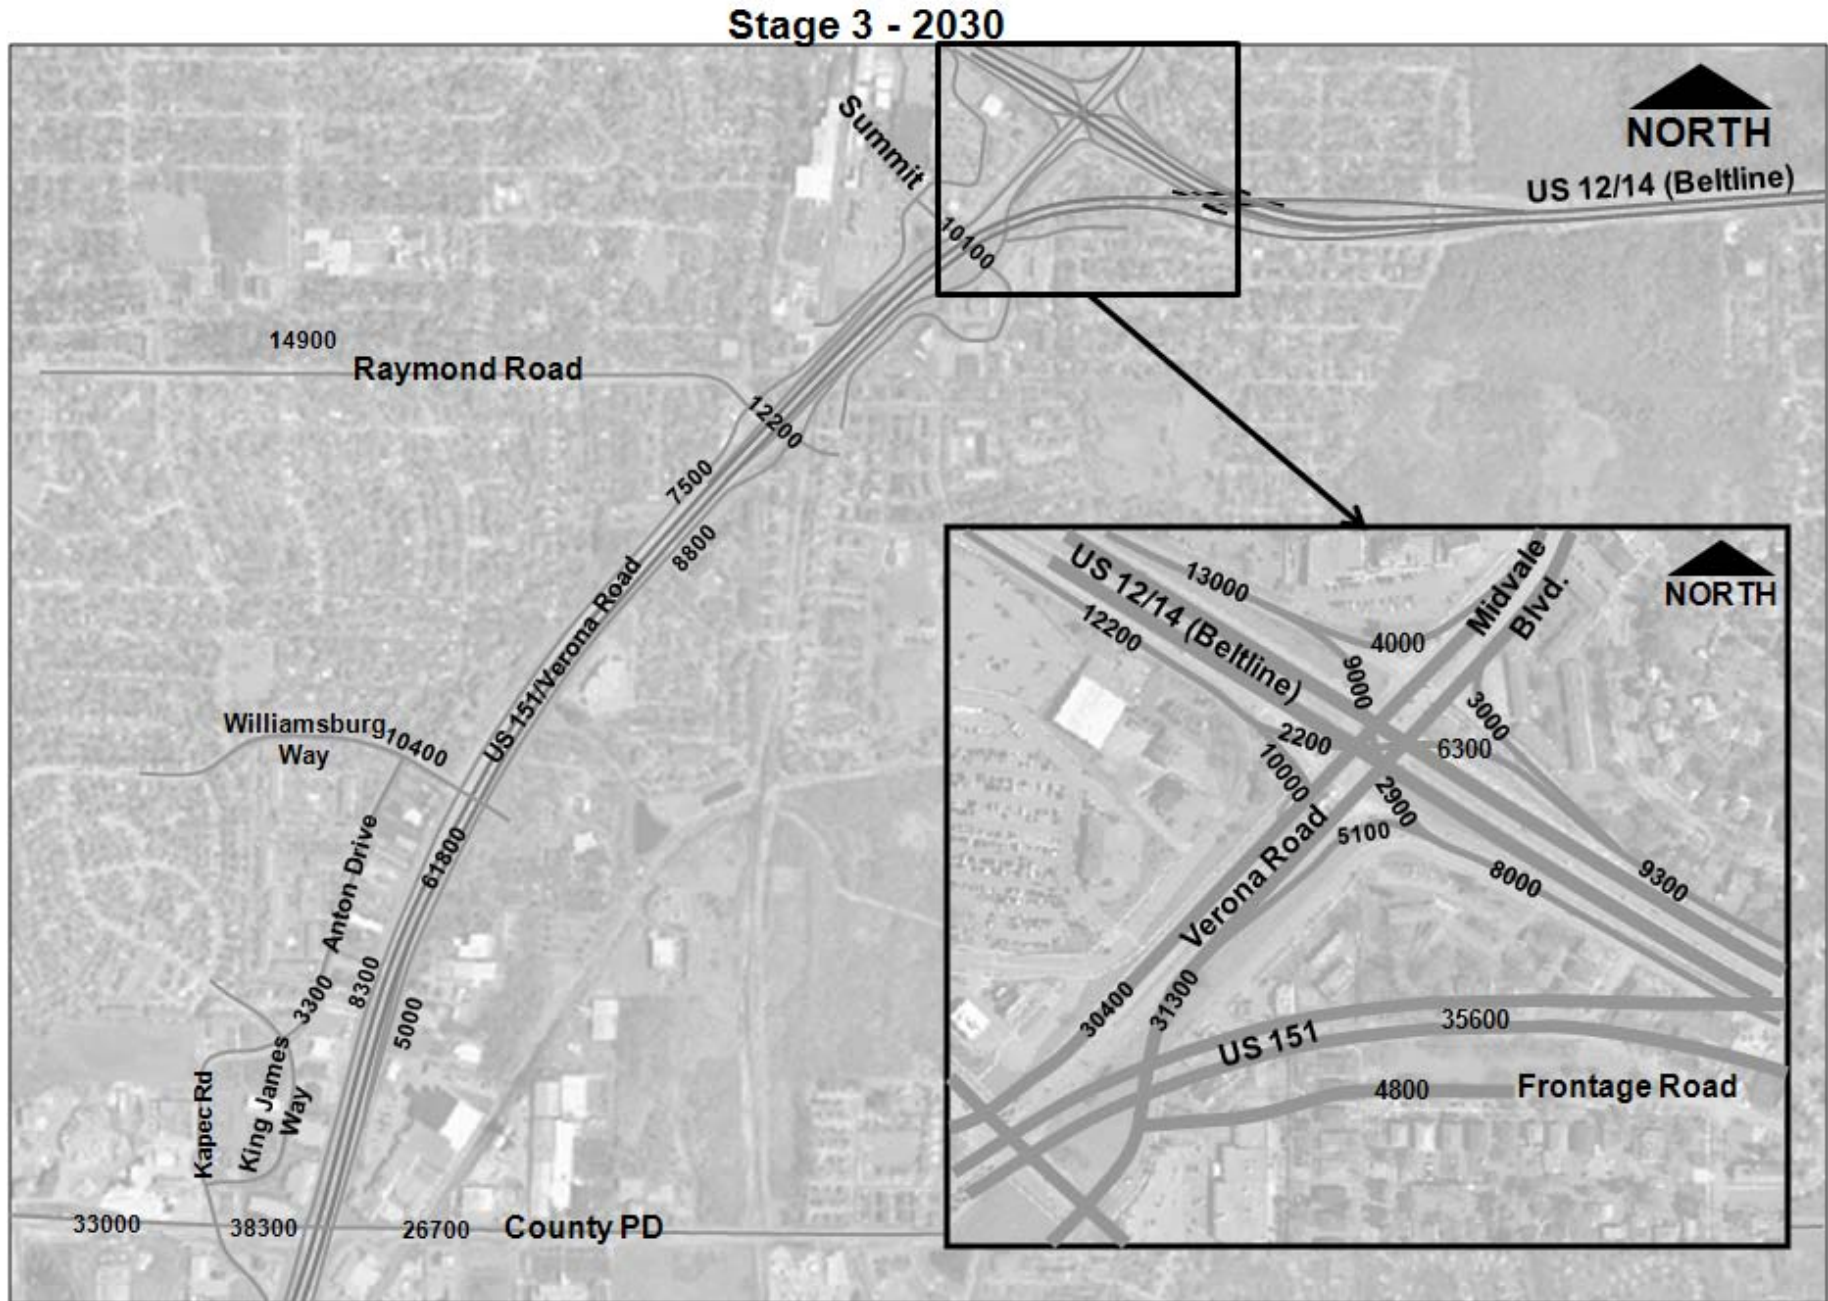 Stage 3 - 2030
NORTH
US 12/14 (Beltline)
Summit
10100
14900
Raymond Road
12200
7500
8800
US 151/Verona Road
Williamsburg
Way
10400
61800
Anton Drive
3300
8300
5000
King James
Way
Kapec Rd
33000
38300
26700
County PD
NORTH
US 12/14 (Beltline)
13000
12200
Midvale
Blvd.
4000
9000
3000
2200
6300
10000
2900
5100
Verona Road
8000
9300
30400
31300
US 151
35600
4800
Frontage Road